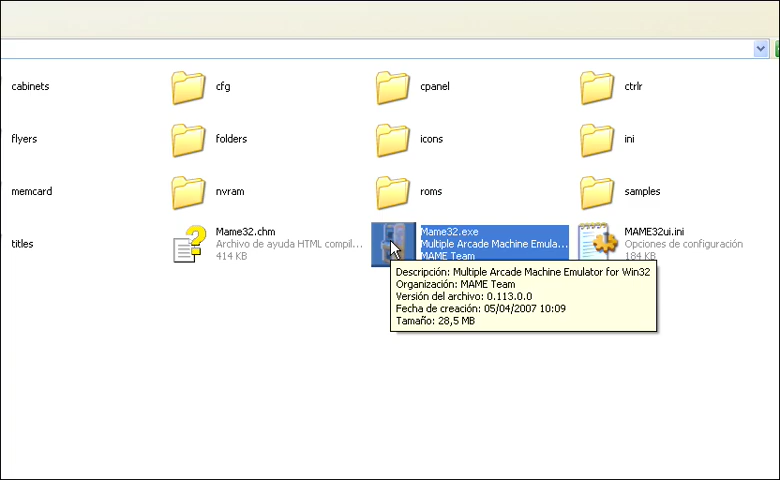 cabinets
cfg
cpanel
ctrlr
flyers
folders
icons
ini
memcard
nvram
roms
samples
titles
Mame32.chm
Archivo de ayuda HTML compil...
414 KB
Mame32.exe
Multiple Arcade Machine Emula...
MAME Team
MAME32ui.ini
Opciones de configuración
184 KB
Descripción: Multiple Arcade Machine Emulator for Win32
Organización: MAME Team
Versión del archivo: 0.113.0.0
Fecha de creación: 05/04/2007 10:09
Tamaño: 28,5 MB